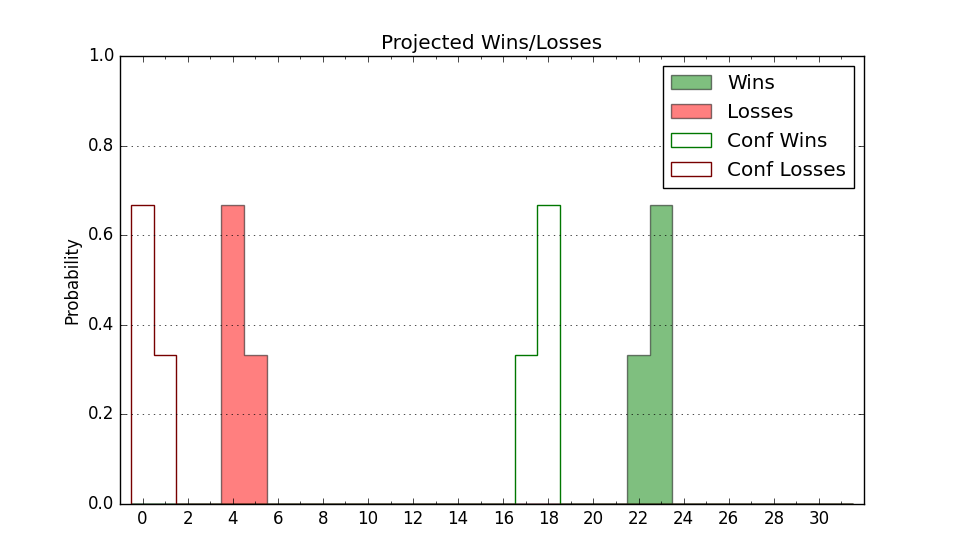 Projected Wins/Losses
1.0
0.8
0.6
0.4
0.2
0.0
Probability
Wins
Losses
Conf Wins
Conf Losses
0 2 4 6 8 10 12 14 16 18 20 22 24 26 28 30